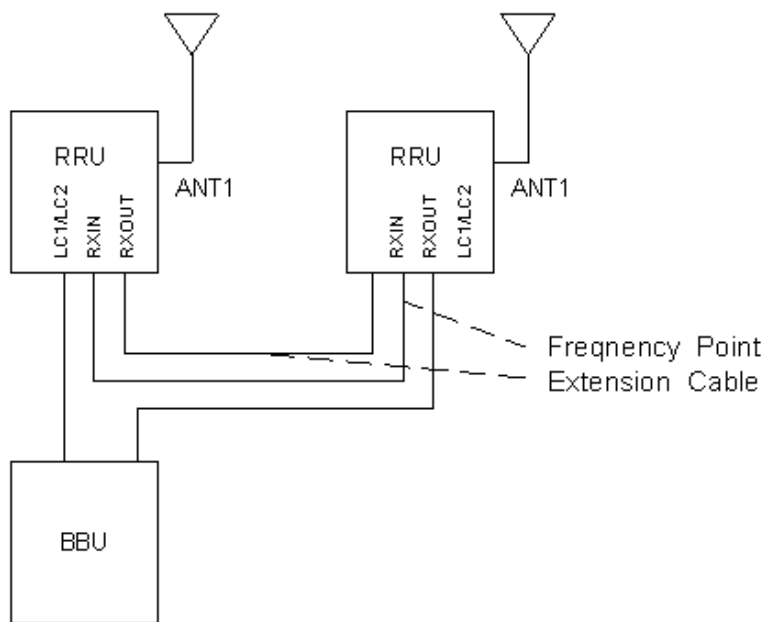 RRU
RRU
ANT1
ANT1
LC1/LC2
RXIN
RXOUT
RXIN
RXOUT
LC1/LC2
Freqnency Point
Extension Cable
BBU